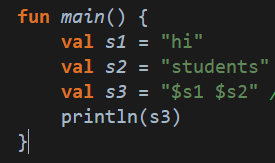 fun main() {
    val s1 = "hi"
    val s2 = "students"
    val s3 = "$s1 $s2" /
    println(s3)
}